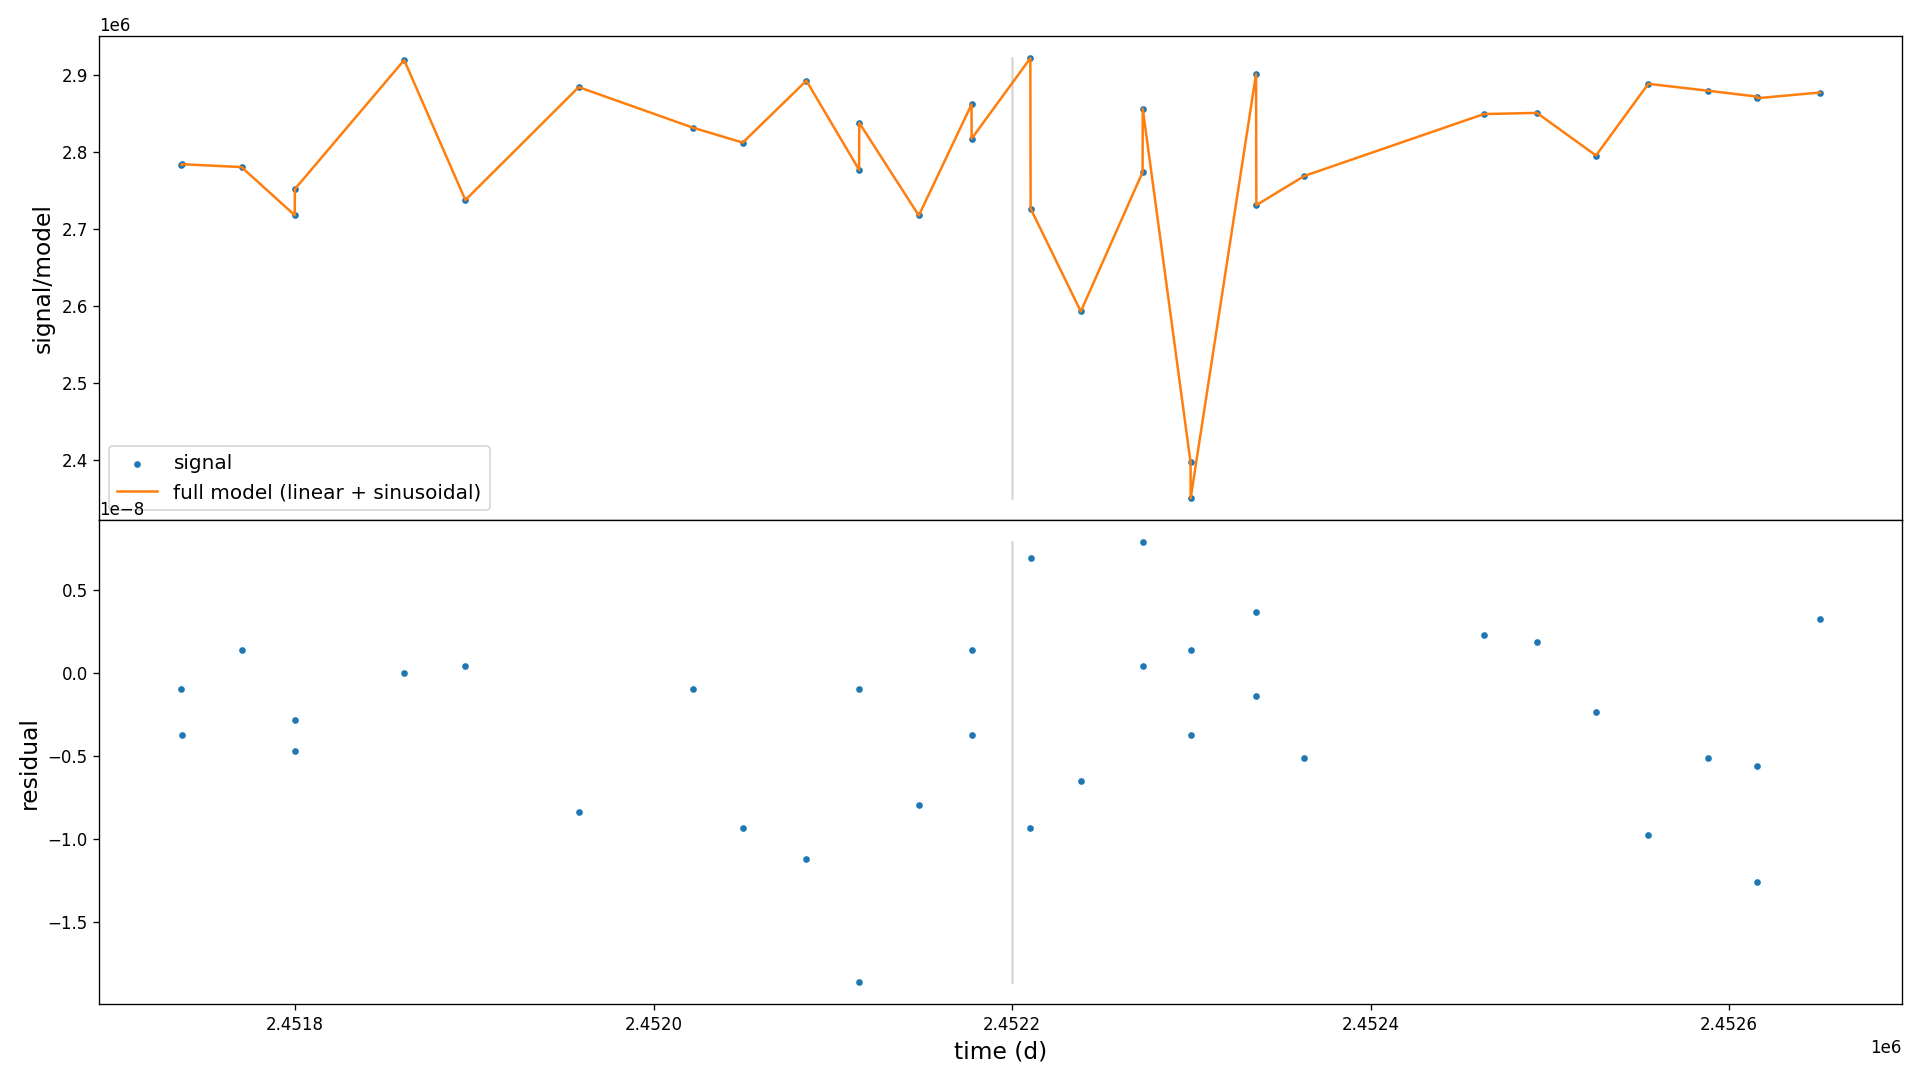 1e6
2.9
2.8
2.7
2.6
2.5
2.4
signal/model
signal
full model (linear + sinusoidal)
1e−8
0.5
0.0
−0.5
−1.0
−1.5
residual
2.4518
2.4520
2.4522
2.4524
2.4526
time (d)
1e6